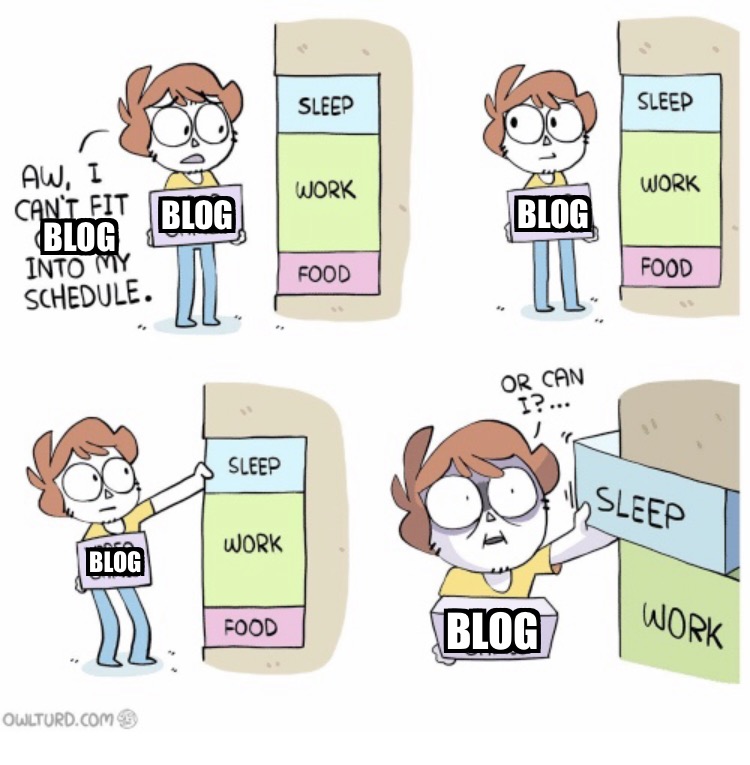 AW, I
CAN'T FIT
BLOG
INTO MY
SCHEDULE.
BLOG
SLEEP
WORK
FOOD
BLOG
SLEEP
WORK
FOOD
BLOG
SLEEP
WORK
FOOD
OR CAN
I?...
BLOG
SLEEP
WORK
OWLTURD.COM